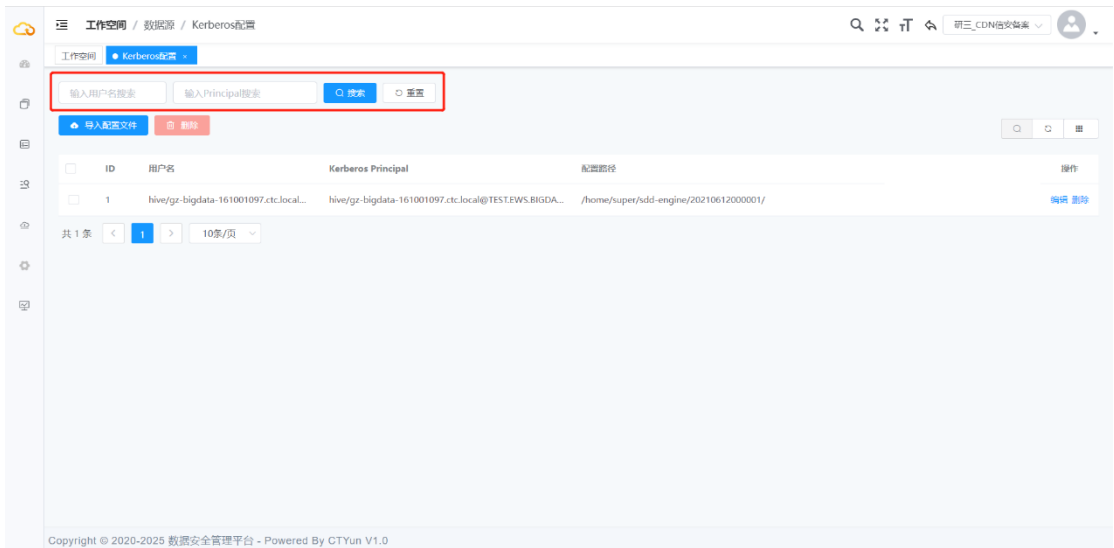 工作空间 / 数据源 / Kerberos配置
研三_CDN信安备案
工作空间 Kerberos配置 ×
输入用户名搜索 输入Principal搜索 搜索 重置
导入配置文件 删除
ID 用户名 Kerberos Principal 配置路径 操作
1 hive/gz-bigdata-161001097.ctc.local... hive/gz-bigdata-161001097.ctc.local@TEST.EWS.BIGDA... /home/super/sdd-engine/20210612000001/ 编辑 删除
共 1 条 < 1 > 10条/页
Copyright © 2020-2025 数据安全管理平台 - Powered By CTYun V1.0